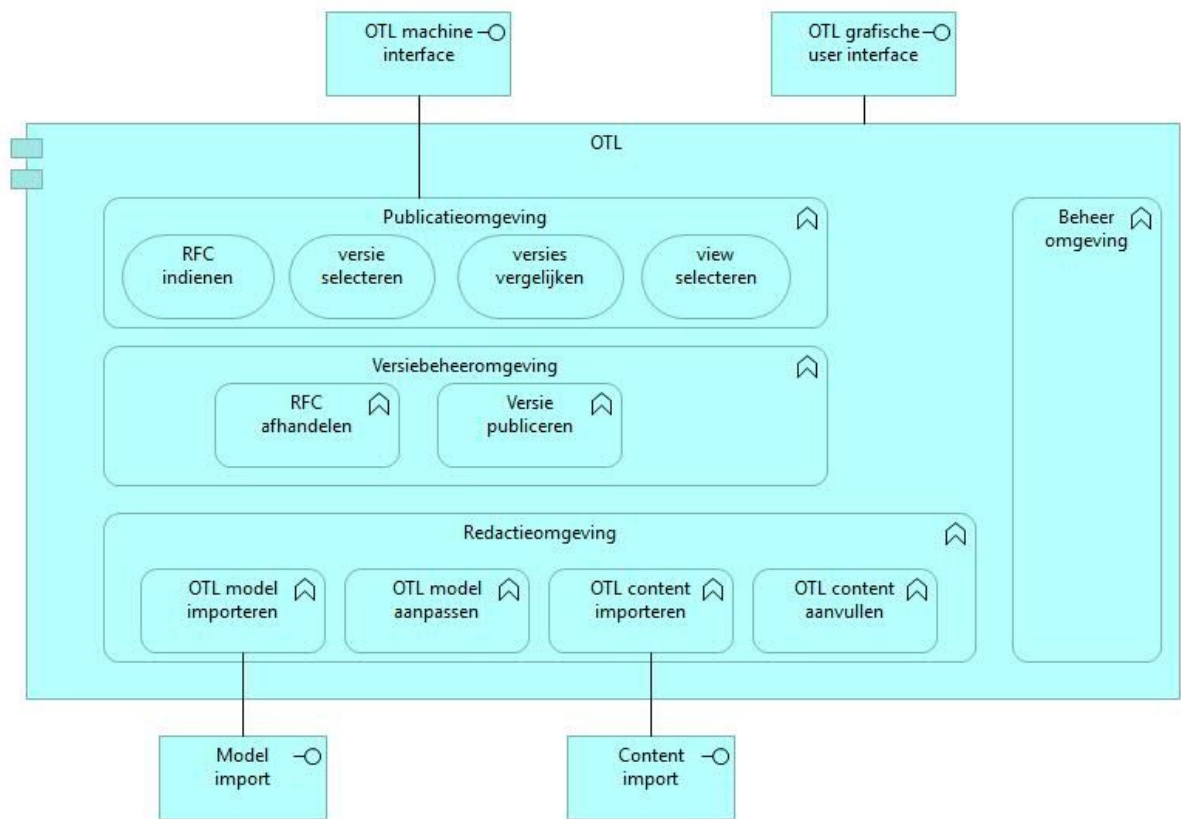 OTL machine
interface
OTL grafische
user interface
OTL
Publicatieomgeving
RFC
indienen
versie
selecteren
versies
vergelijken
view
selecteren
Beheer
omgeving
Versiebeheeromgeving
RFC
afhandelen
Versie
publiceren
Redactieomgeving
OTL model
importeren
OTL model
aanpassen
OTL content
importeren
OTL content
aanvullen
Model
import
Content
import